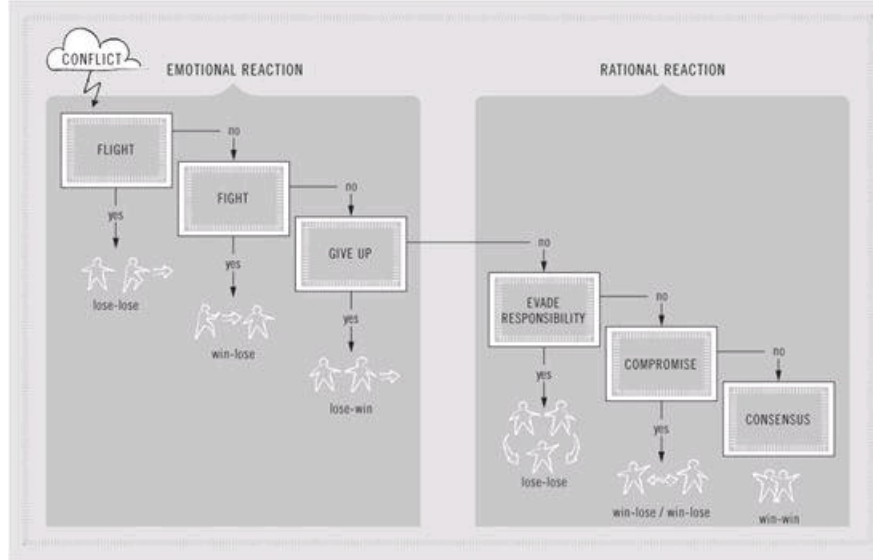 CONFLICT
EMOTIONAL REACTION
RATIONAL REACTION
FLIGHT
no
yes
lose-lose
FIGHT
no
yes
win-lose
GIVE UP
no
yes
lose-win
EVADE
RESPONSIBILITY
no
yes
lose-lose
COMPROMISE
no
yes
win-lose / win-lose
CONSENSUS
win-win